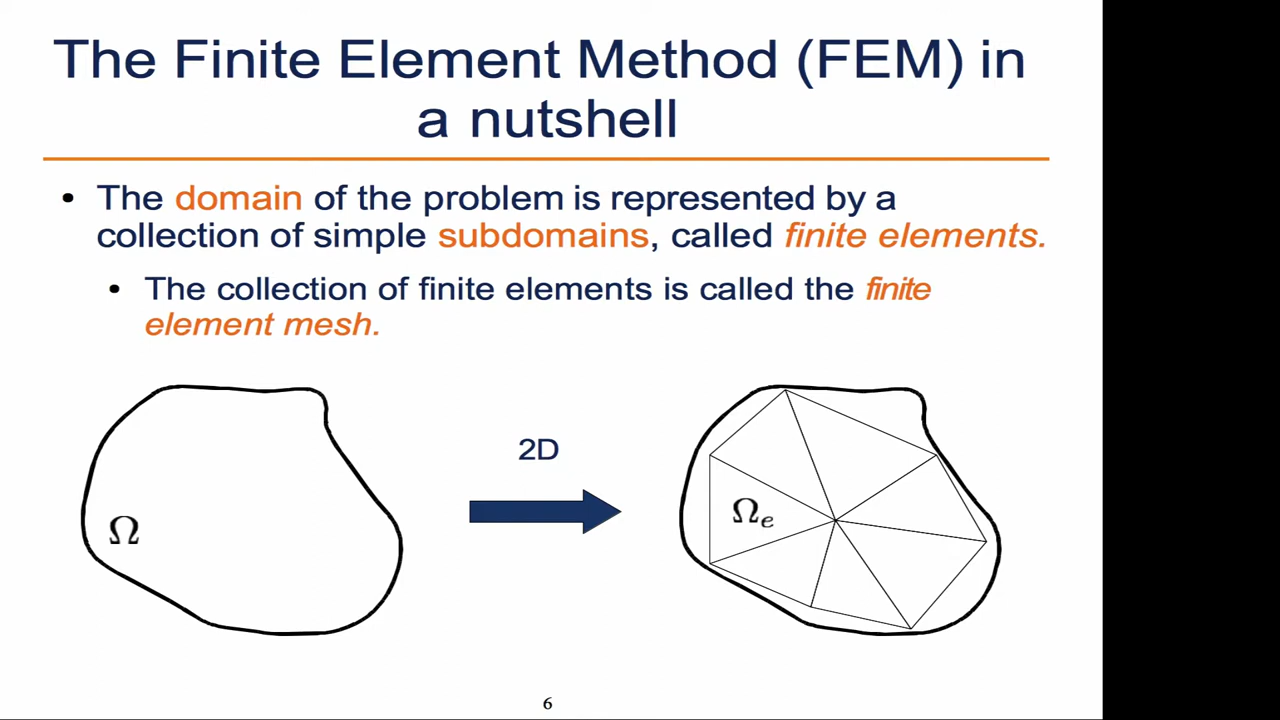 The Finite Element Method (FEM) in
a nutshell
• The domain of the problem is represented by a
collection of simple subdomains, called finite elements.
• The collection of finite elements is called the finite
element mesh.
2D
Ω
Ωₑ
6